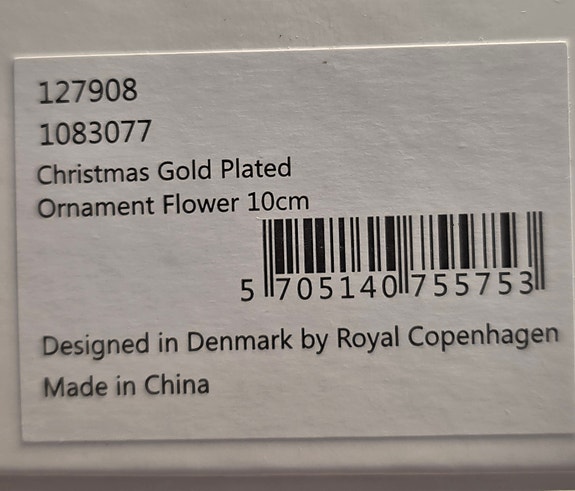 127908
1083077
Christmas Gold Plated
Ornament Flower 10cm
5 705140 755753
Designed in Denmark by Royal Copenhagen
Made in China